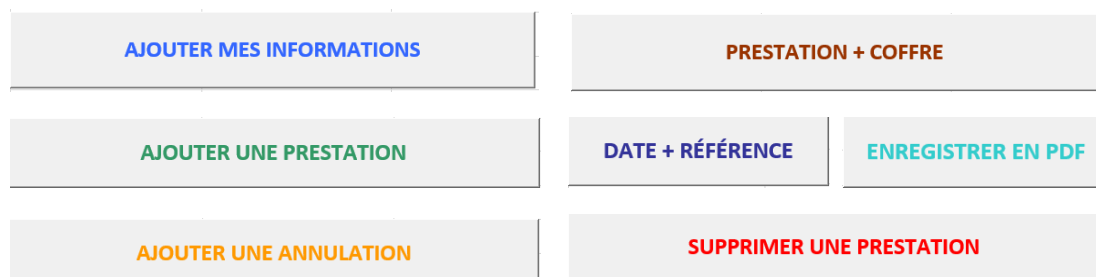 AJOUTER MES INFORMATIONS
PRESTATION + COFFRE
AJOUTER UNE PRESTATION
DATE + RÉFÉRENCE
ENREGISTRER EN PDF
AJOUTER UNE ANNULATION
SUPPRIMER UNE PRESTATION